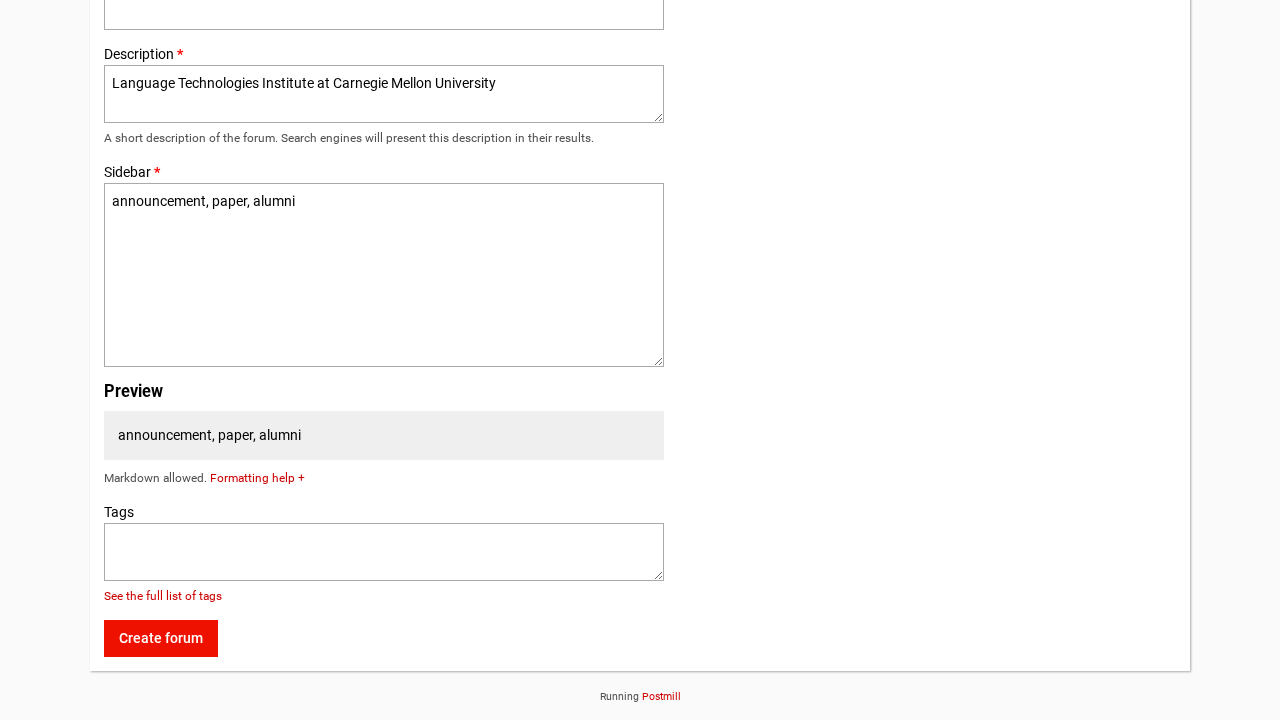 Description *
Language Technologies Institute at Carnegie Mellon University
A short description of the forum. Search engines will present this description in their results.
Sidebar *
announcement, paper, alumni
Preview
announcement, paper, alumni
Markdown allowed. Formatting help +
Tags
See the full list of tags
Create forum
Running Postmill